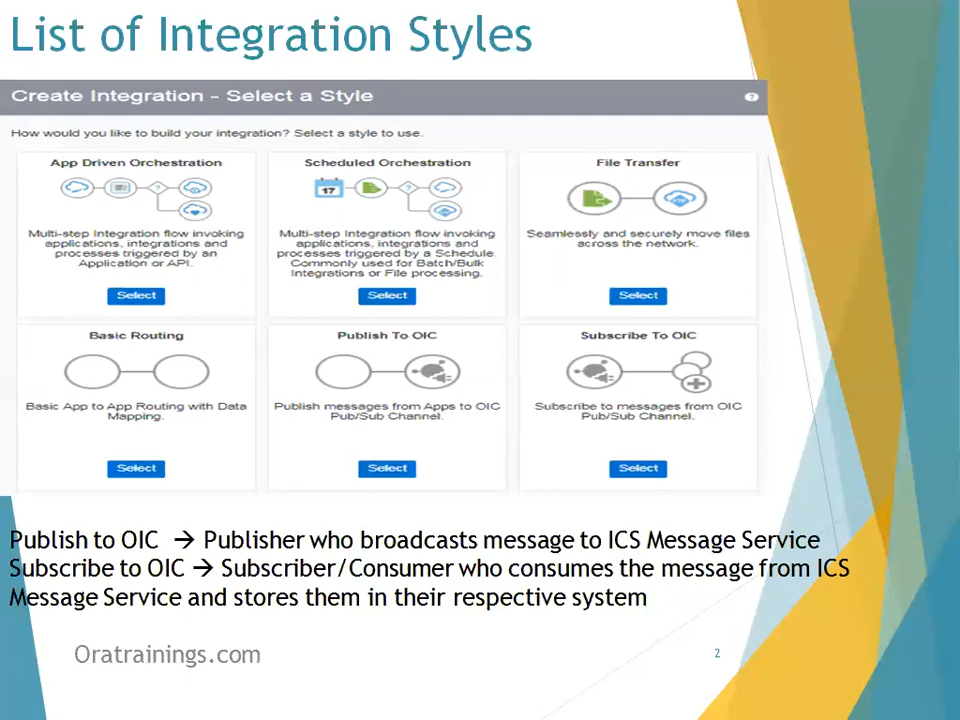 List of Integration Styles
Create Integration - Select a Style
?
How would you like to build your integration? Select a style to use.
App Driven Orchestration
?
Multi-step Integration flow invoking
applications, integrations and
processes triggered by an
Application or API.
Select
Scheduled Orchestration
17
?
Multi-step Integration flow invoking
applications, integrations and
processes triggered by a Schedule.
Commonly used for Batch/Bulk
Integrations or File processing.
Select
File Transfer
Seamlessly and securely move files
across the network.
Select
Basic Routing
Basic App to App Routing with Data
Mapping.
Select
Publish To OIC
Publish messages from Apps to OIC
Pub/Sub Channel.
Select
Subscribe To OIC
Subscribe to messages from OIC
Pub/Sub Channel.
Select
Publish to OIC → Publisher who broadcasts message to ICS Message Service
Subscribe to OIC → Subscriber/Consumer who consumes the message from ICS
Message Service and stores them in their respective system
Oratrainings.com
2